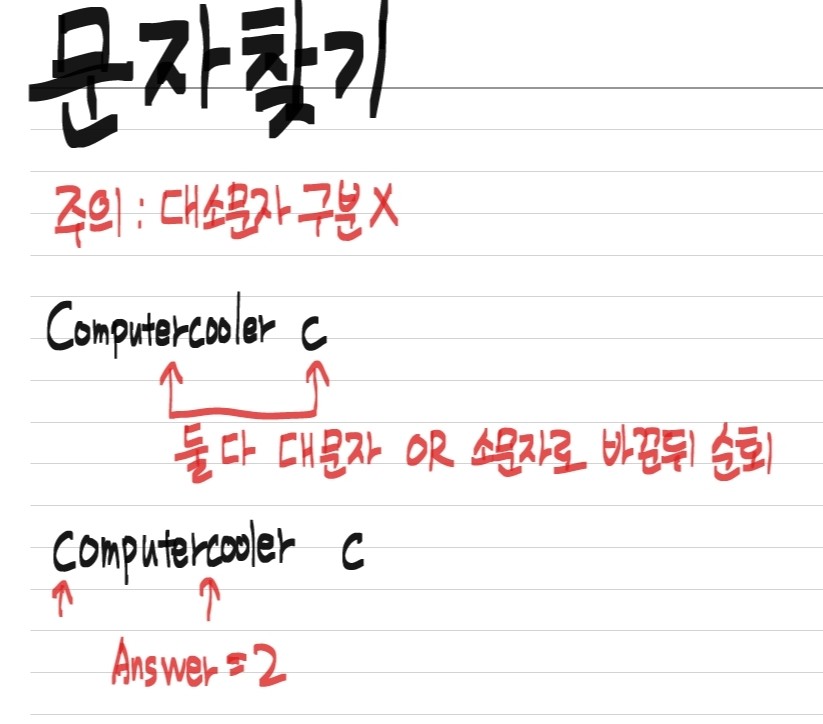 문자찾기
주의 : 대소문자 구분 X
Computercooler c
둘 다 대문자 OR 소문자로 바꾼뒤 순회
computercooler c
Answer = 2